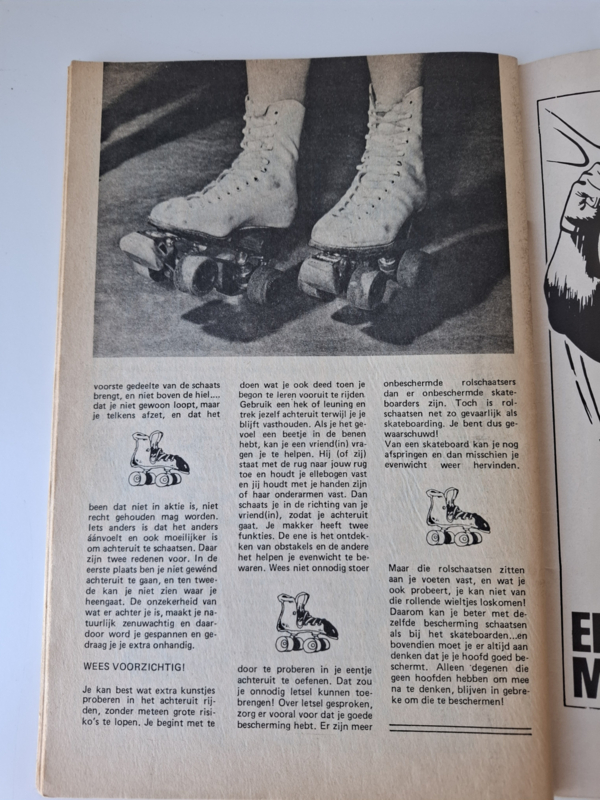 voorste gedeelte van de schaats
brengt, en niet boven de hiel....
dat je niet gewoon loopt, maar
je telkens afzet, en dat het
been dat niet in aktie is, niet
recht gehouden mag worden.
Iets anders is dat het anders
áánvoelt en ook moeilijker is
om achteruit te schaatsen. Daar
zijn twee redenen voor. In de
eerste plaats ben je niet gewénd
achteruit te gaan, en ten twee-
de kan je niet zien waar je
heengaat. De onzekerheid van
wat er achter je is, maakt je na-
tuurlijk zenuwachtig en daar-
door word je gespannen en ge-
draag je je extra onhandig.
WEES VOORZICHTIG!
Je kan best wat extra kunstjes
proberen in het achteruit rij-
den, zonder meteen grote risi-
ko's te lopen. Je begint met te
doen wat je ook deed toen je
begon te leren vooruit te rijden.
Gebruik een hek of leuning en
trek jezelf achteruit terwijl je je
blijft vasthouden. Als je het ge-
voel een beetje in de benen
hebt, kan je een vriend(in) vra-
gen je te helpen. Hij (of zij)
staat met de rug naar jouw rug
toe en houdt je ellebogen vast
en jij houdt met je handen zijn
of haar onderarmen vast. Dan
schaats je in de richting van je
vriend(in), zodat je achteruit
gaat. Je makker heeft twee
funkties. De ene is het ontdek-
ken van obstakels en de andere
het helpen je evenwicht te be-
waren. Wees niet onnodig stoer
door te proberen in je eentje
achteruit te oefenen. Dat zou
je onnodig letsel kunnen toe-
brengen! Over letsel gesproken,
zorg er vooral voor dat je goede
bescherming hebt. Er zijn meer
onbeschermde rolschaatsers
dan er onbeschermde skate-
boarders zijn. Toch is rol-
schaatsen net zo gevaarlijk als
skateboarding. Je bent dus ge-
waarschuwd!
Van een skateboard kan je nog
afspringen en dan misschien je
evenwicht weer hervinden.
Maar die rolschaatsen zitten
aan je voeten vast, en wat je
ook probeert, je kan niet van
die rollende wieltjes loskomen!
Daarom kan je beter met de-
zelfde bescherming schaatsen
als bij het skateboarden...en
bovendien moet je er altijd aan
denken dat je je hoofd goed be-
schermt. Alleen degenen die
geen hoofden hebben om mee
na te denken, blijven in gebre-
ke om die te beschermen!